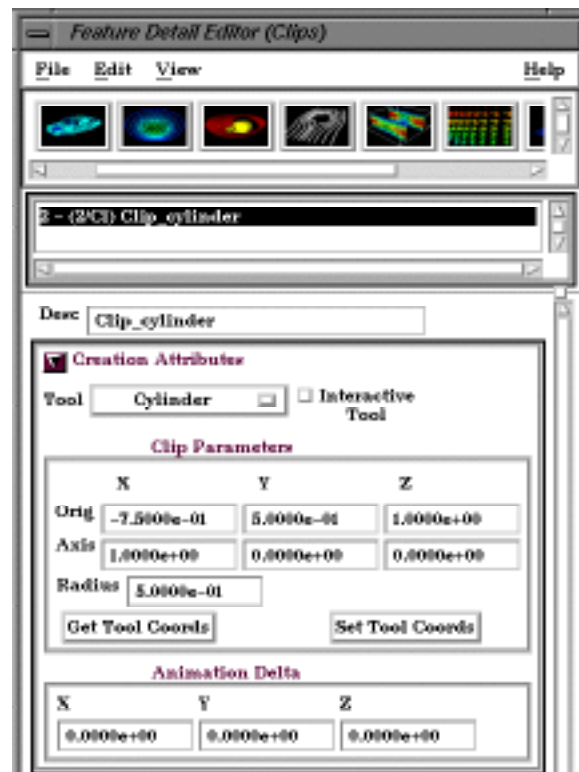 Feature Detail Editor (Clips)
File Edit View Help
2 - (2/Cl) Clip_cylinder
Desc Clip_cylinder
Creation Attributes
Tool Cylinder Interactive
Tool
Clip Parameters
X Y Z
Orig -7.5000e-01 5.0000e-01 1.0000e+00
Axis 1.0000e+00 0.0000e+00 0.0000e+00
Radius 5.0000e-01
Get Tool Coords Set Tool Coords
Animation Delta
X Y Z
0.0000e+00 0.0000e+00 0.0000e+00